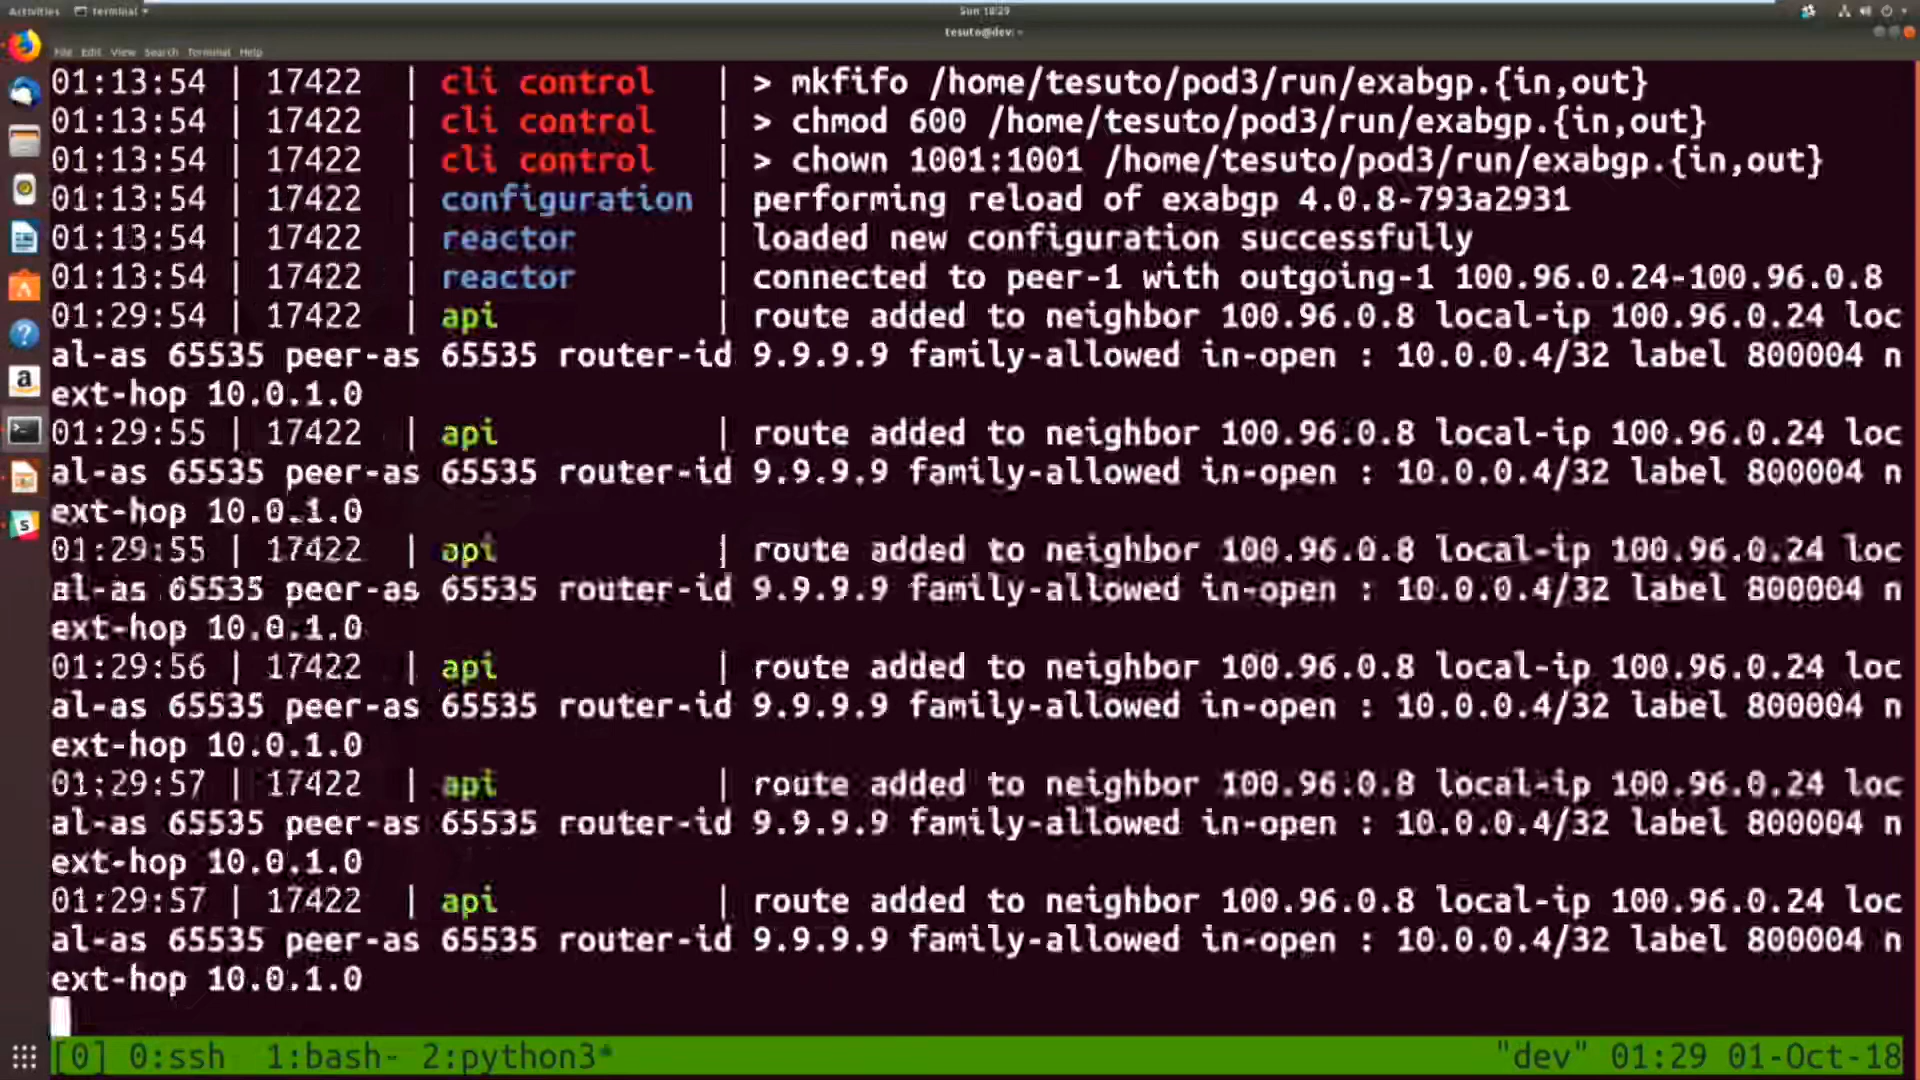 Activities Terminal Sun 18:29
tesuto@dev: ~
File Edit View Search Terminal Help
01:13:54 | 17422 | cli control | > mkfifo /home/tesuto/pod3/run/exabgp.{in,out}
01:13:54 | 17422 | cli control | > chmod 600 /home/tesuto/pod3/run/exabgp.{in,out}
01:13:54 | 17422 | cli control | > chown 1001:1001 /home/tesuto/pod3/run/exabgp.{in,out}
01:13:54 | 17422 | configuration | performing reload of exabgp 4.0.8-793a2931
01:13:54 | 17422 | reactor | loaded new configuration successfully
01:13:54 | 17422 | reactor | connected to peer-1 with outgoing-1 100.96.0.24-100.96.0.8
01:29:54 | 17422 | api | route added to neighbor 100.96.0.8 local-ip 100.96.0.24 loc
al-as 65535 peer-as 65535 router-id 9.9.9.9 family-allowed in-open : 10.0.0.4/32 label 800004 n
ext-hop 10.0.1.0
01:29:55 | 17422 | api | route added to neighbor 100.96.0.8 local-ip 100.96.0.24 loc
al-as 65535 peer-as 65535 router-id 9.9.9.9 family-allowed in-open : 10.0.0.4/32 label 800004 n
ext-hop 10.0.1.0
01:29:55 | 17422 | api | route added to neighbor 100.96.0.8 local-ip 100.96.0.24 loc
al-as 65535 peer-as 65535 router-id 9.9.9.9 family-allowed in-open : 10.0.0.4/32 label 800004 n
ext-hop 10.0.1.0
01:29:56 | 17422 | api | route added to neighbor 100.96.0.8 local-ip 100.96.0.24 loc
al-as 65535 peer-as 65535 router-id 9.9.9.9 family-allowed in-open : 10.0.0.4/32 label 800004 n
ext-hop 10.0.1.0
01:29:57 | 17422 | api | route added to neighbor 100.96.0.8 local-ip 100.96.0.24 loc
al-as 65535 peer-as 65535 router-id 9.9.9.9 family-allowed in-open : 10.0.0.4/32 label 800004 n
ext-hop 10.0.1.0
01:29:57 | 17422 | api | route added to neighbor 100.96.0.8 local-ip 100.96.0.24 loc
al-as 65535 peer-as 65535 router-id 9.9.9.9 family-allowed in-open : 10.0.0.4/32 label 800004 n
ext-hop 10.0.1.0
[0] 0:ssh 1:bash- 2:python3* "dev" 01:29 01-Oct-18